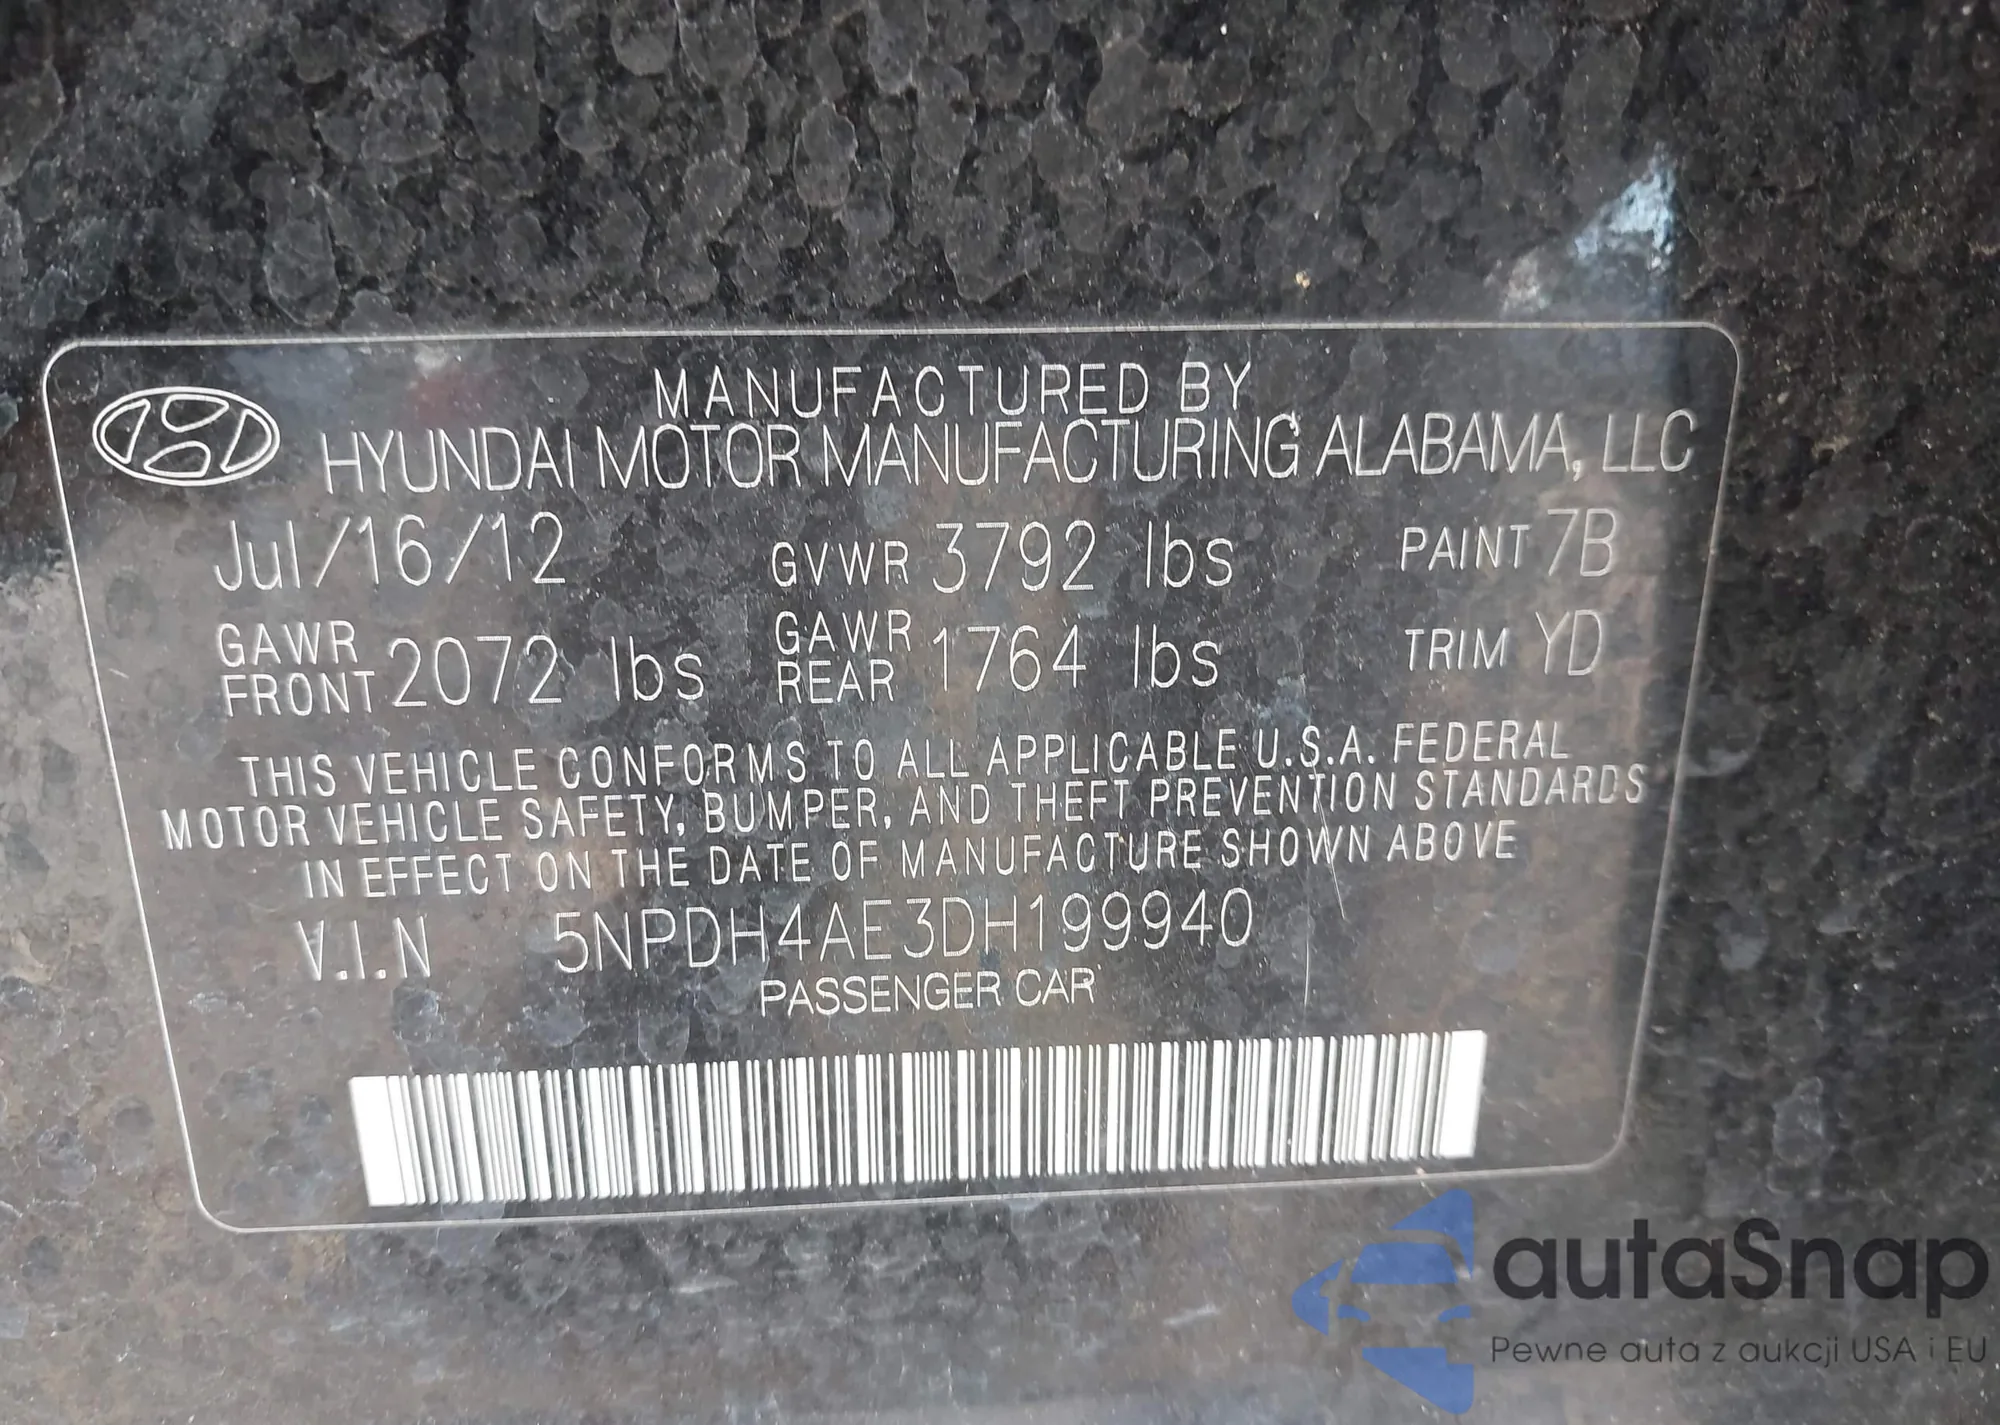 MANUFACTURED BY
HYUNDAI MOTOR MANUFACTURING ALABAMA, LLC
Jul/16/12 GVWR 3792 lbs PAINT 7B
GAWR FRONT 2072 lbs GAWR REAR 1764 lbs TRIM YD
THIS VEHICLE CONFORMS TO ALL APPLICABLE U.S.A. FEDERAL
MOTOR VEHICLE SAFETY, BUMPER, AND THEFT PREVENTION STANDARDS
IN EFFECT ON THE DATE OF MANUFACTURE SHOWN ABOVE
V.I.N 5NPDH4AE3DH199940
PASSENGER CAR
autaSnap
Pewne auta z aukcji USA i EU